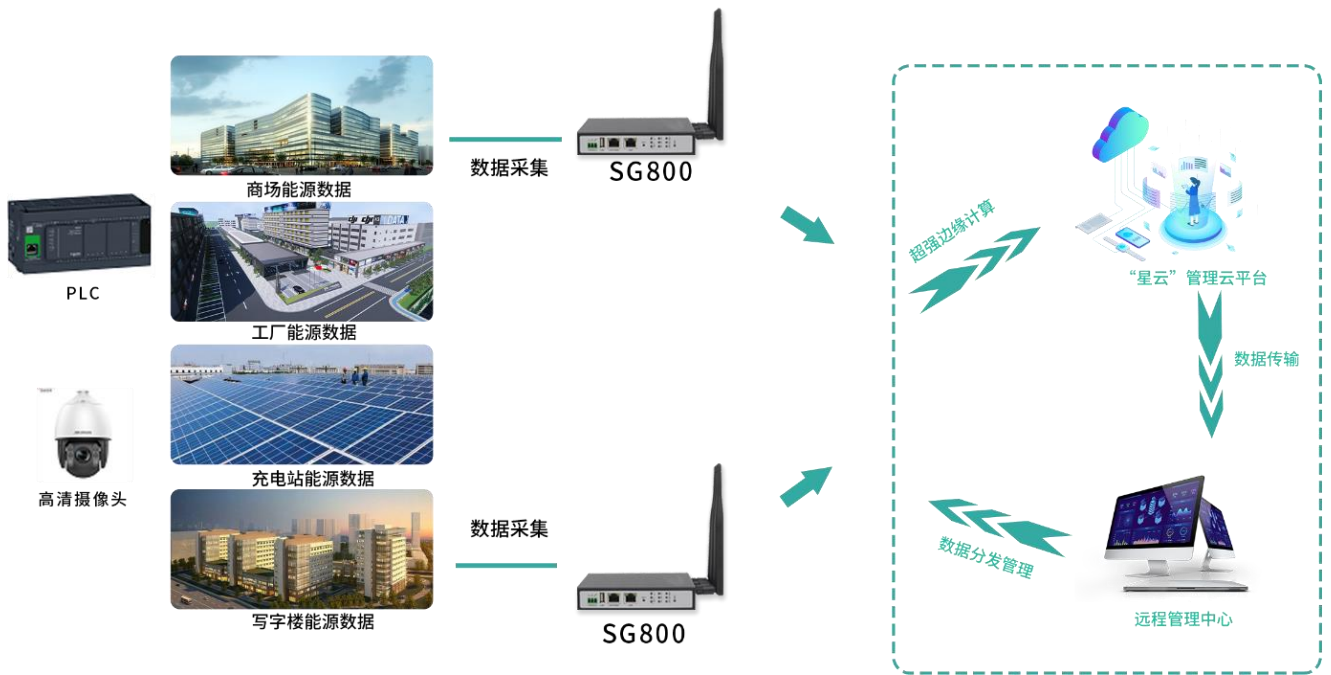 商场能源数据
数据采集
SG800
PLC
工厂能源数据
超强边缘计算
“星云”管理云平台
数据传输
高清摄像头
充电站能源数据
数据采集
写字楼能源数据
SG800
数据分发管理
远程管理中心